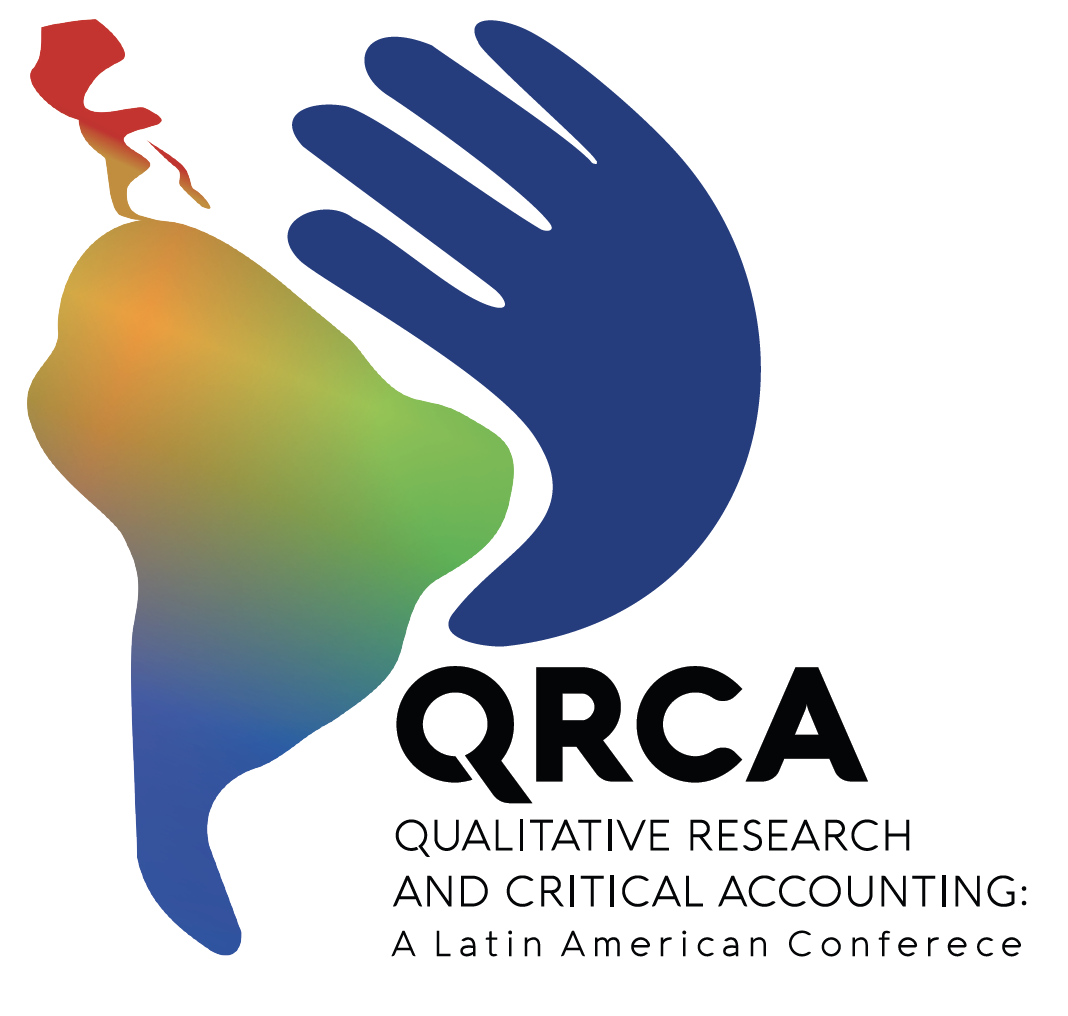 QRCA
QUALITATIVE RESEARCH
AND CRITICAL ACCOUNTING:
A Latin American Conferece